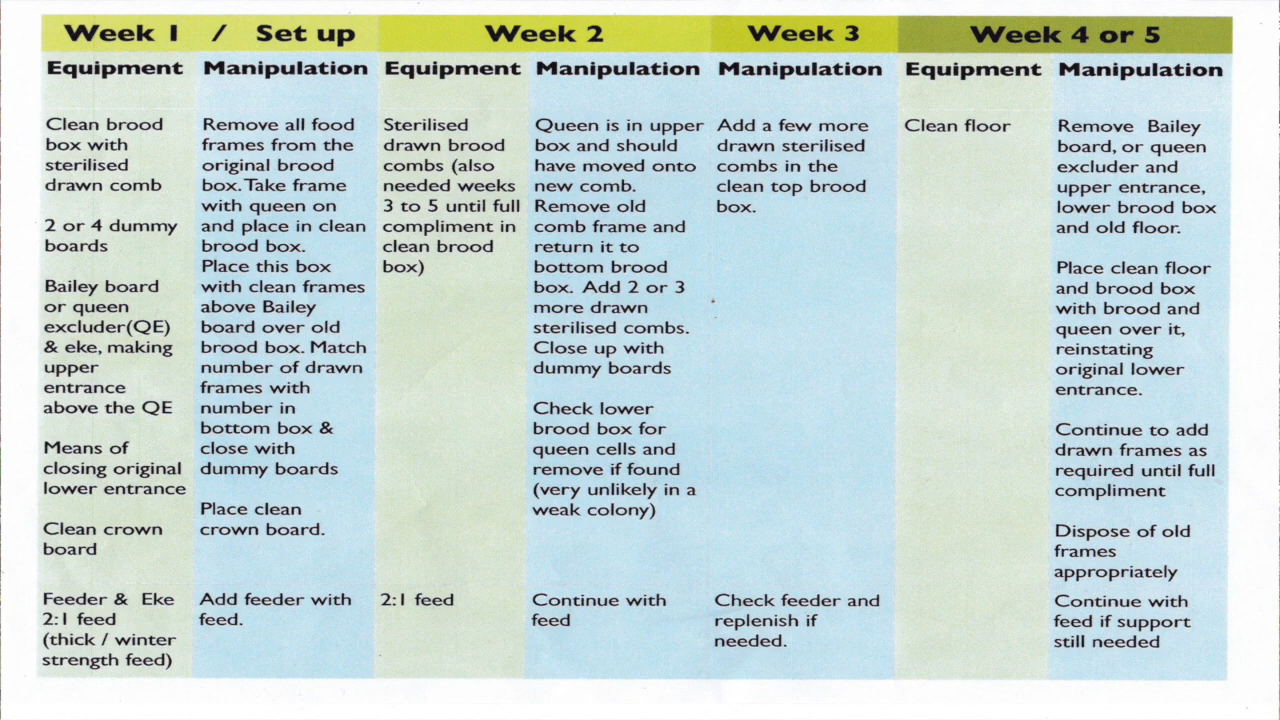 Week 1 / Set up
Week 2
Week 3
Week 4 or 5
Equipment
Manipulation
Equipment
Manipulation
Manipulation
Equipment
Manipulation
Clean brood
box with
sterilised
drawn comb
2 or 4 dummy
boards
Bailey board
or queen
excluder(QE)
& eke, making
upper
entrance
above the QE
Means of
closing original
lower entrance
Clean crown
board
Feeder & Eke
2:1 feed
(thick / winter
strength feed)
Remove all food
frames from the
original brood
box. Take frame
with queen on
and place in clean
brood box.
Place this box
with clean frames
above Bailey
board over old
brood box. Match
number of drawn
frames with
number in
bottom box &
close with
dummy boards
Place clean
crown board.
Add feeder with
feed.
Sterilised
drawn brood
combs (also
needed weeks
3 to 5 until full
compliment in
clean brood
box)
2:1 feed
Queen is in upper
box and should
have moved onto
new comb.
Remove old
comb frame and
return it to
bottom brood
box. Add 2 or 3
more drawn
sterilised combs.
Close up with
dummy boards
Check lower
brood box for
queen cells and
remove if found
(very unlikely in a
weak colony)
Continue with
feed
Add a few more
drawn sterilised
combs in the
clean top brood
box.
Check feeder and
replenish if
needed.
Clean floor
Remove Bailey
board, or queen
excluder and
upper entrance,
lower brood box
and old floor.
Place clean floor
and brood box
with brood and
queen over it,
reinstating
original lower
entrance.
Continue to add
drawn frames as
required until full
compliment
Dispose of old
frames
appropriately
Continue with
feed if support
still needed